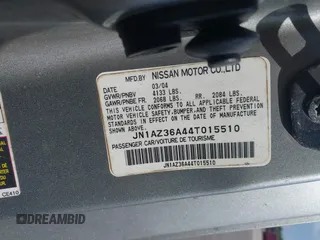 MFD. BY NISSAN MOTOR CO., LTD
03/04
GVWR/PNBV 4133 LBS.
GAWR/PNBE FR. 2068 LBS. RR. 2084 LBS.
THIS VEHICLE CONFORMS TO ALL APPLICABLE FEDERAL
MOTOR VEHICLE SAFETY, BUMPER, AND THEFT PREVENTION
STANDARDS IN EFFECT ON THE DATE OF
MANUFACTURE SHOWN ABOVE.
JN1AZ36A44T015510
PASSENGER CAR/VOITURE DE TOURISME
JN1AZ36A44T015510
CE410
DREAMBID